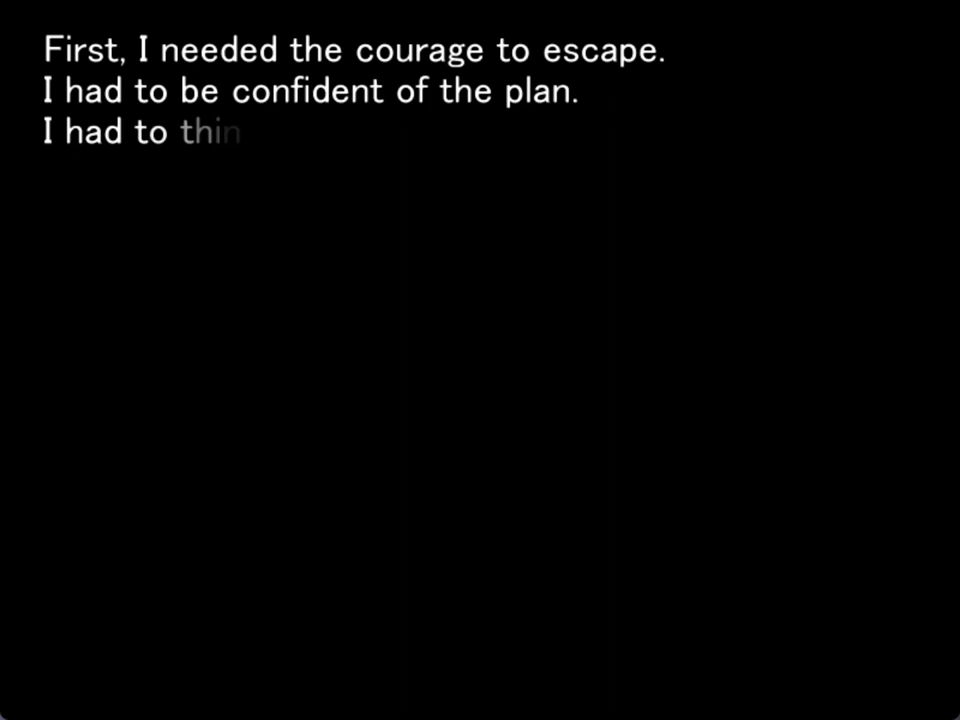 First, I needed the courage to escape.
I had to be confident of the plan.
I had to thin